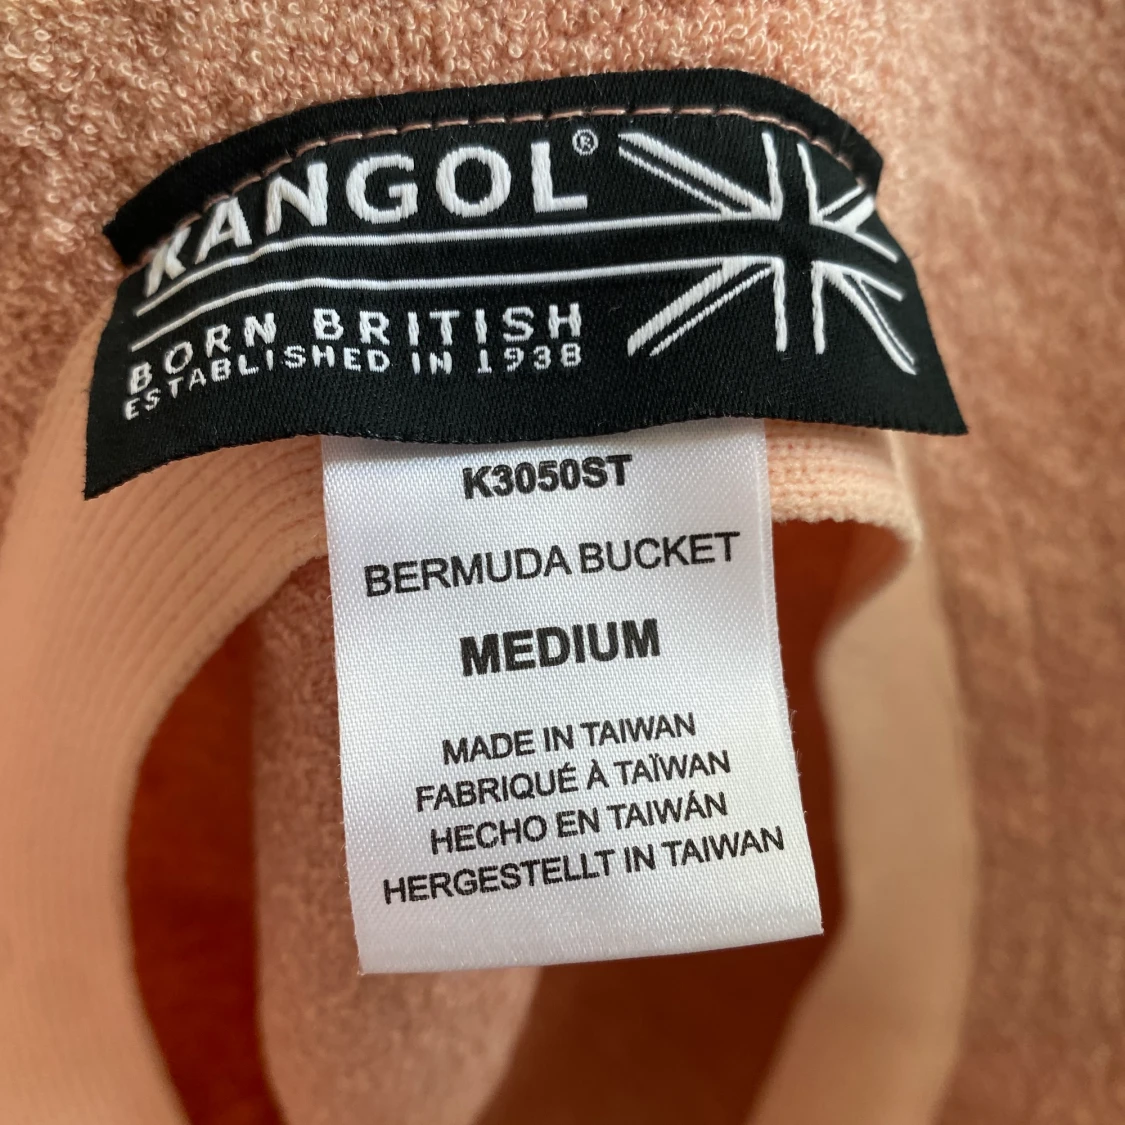 KANGOL®
BORN BRITISH
ESTABLISHED IN 1938
K3050ST
BERMUDA BUCKET
MEDIUM
MADE IN TAIWAN
FABRIQUÉ À TAÏWAN
HECHO EN TAIWÁN
HERGESTELLT IN TAIWAN